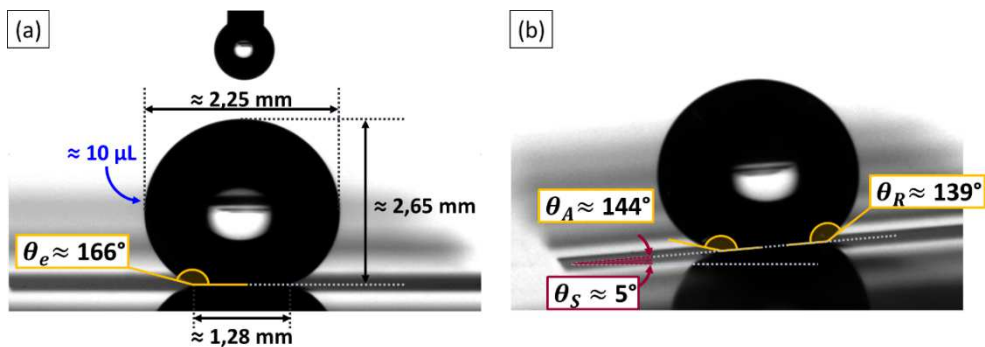 (a)
≈ 2,25 mm
≈ 10 µL
≈ 2,65 mm
θe ≈ 166°
≈ 1,28 mm
(b)
θA ≈ 144°
θR ≈ 139°
θS ≈ 5°